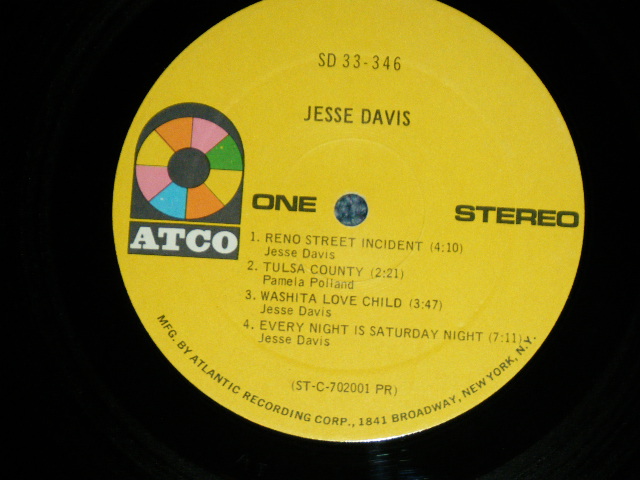 SD 33-346
JESSE DAVIS
ATCO
ONE
STEREO
1. RENO STREET INCIDENT (4:10)
Jesse Davis
2. TULSA COUNTY (2:21)
Pamela Polland
3. WASHITA LOVE CHILD (3:47)
Jesse Davis
4. EVERY NIGHT IS SATURDAY NIGHT (7:11)
Jesse Davis
(ST-C-702001 PR)
MFG. BY ATLANTIC RECORDING CORP., 1841 BROADWAY, NEW YORK, N.Y.